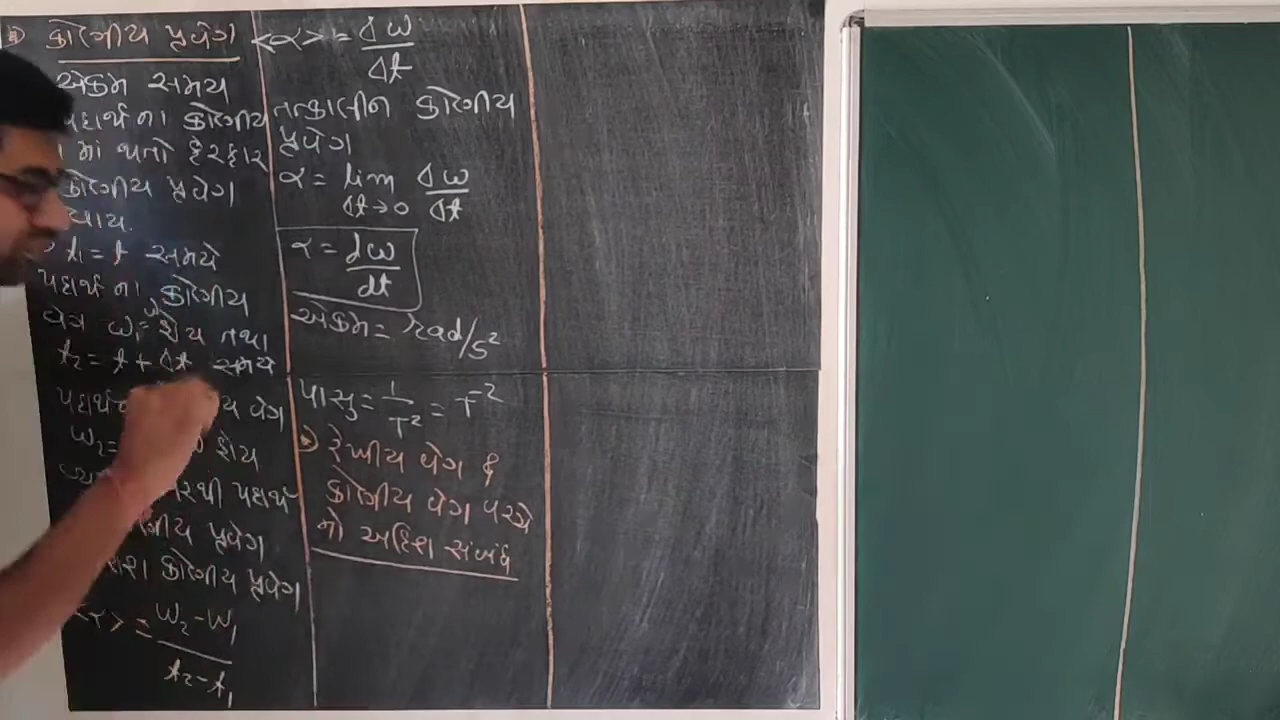 કોણીય પ્રવેગ
એકમ સમય
પદાર્થના કોણીય
માં થતો ફેરફાર
કોણીય પ્રવેગ
t₁ = t સમયે
પદાર્થના કોણીય
વેગ ω₁ = ω હોય તથા
t₂ = t + Δt સમયે
વેગ
ω₂ = હોય
પદાર્થ
પ્રવેગ
કોણીય પ્રવેગ
<α> = ω₂ - ω₁ / t₂ - t₁
<α> = Δω / Δt
તત્કાલીન કોણીય
પ્રવેગ
α = lim Δt→0 Δω / Δt
α = dω / dt
એકમ = rad/s²
પાસુ = 1 / T² = T⁻²
રેખીય વેગ &
કોણીય વેગ વચ્ચે
નો અદિશ સંબંધ